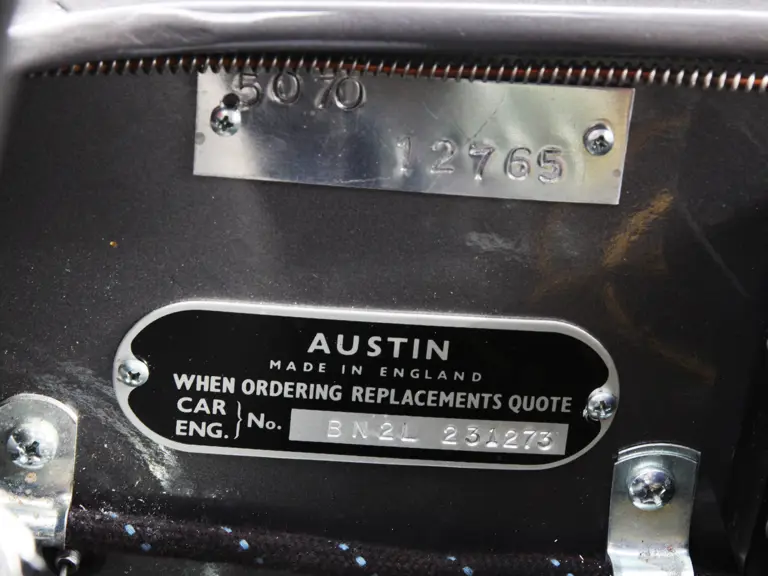 5070
12765
AUSTIN
MADE IN ENGLAND
WHEN ORDERING REPLACEMENTS QUOTE
CAR
ENG. } No. BN2L 231273